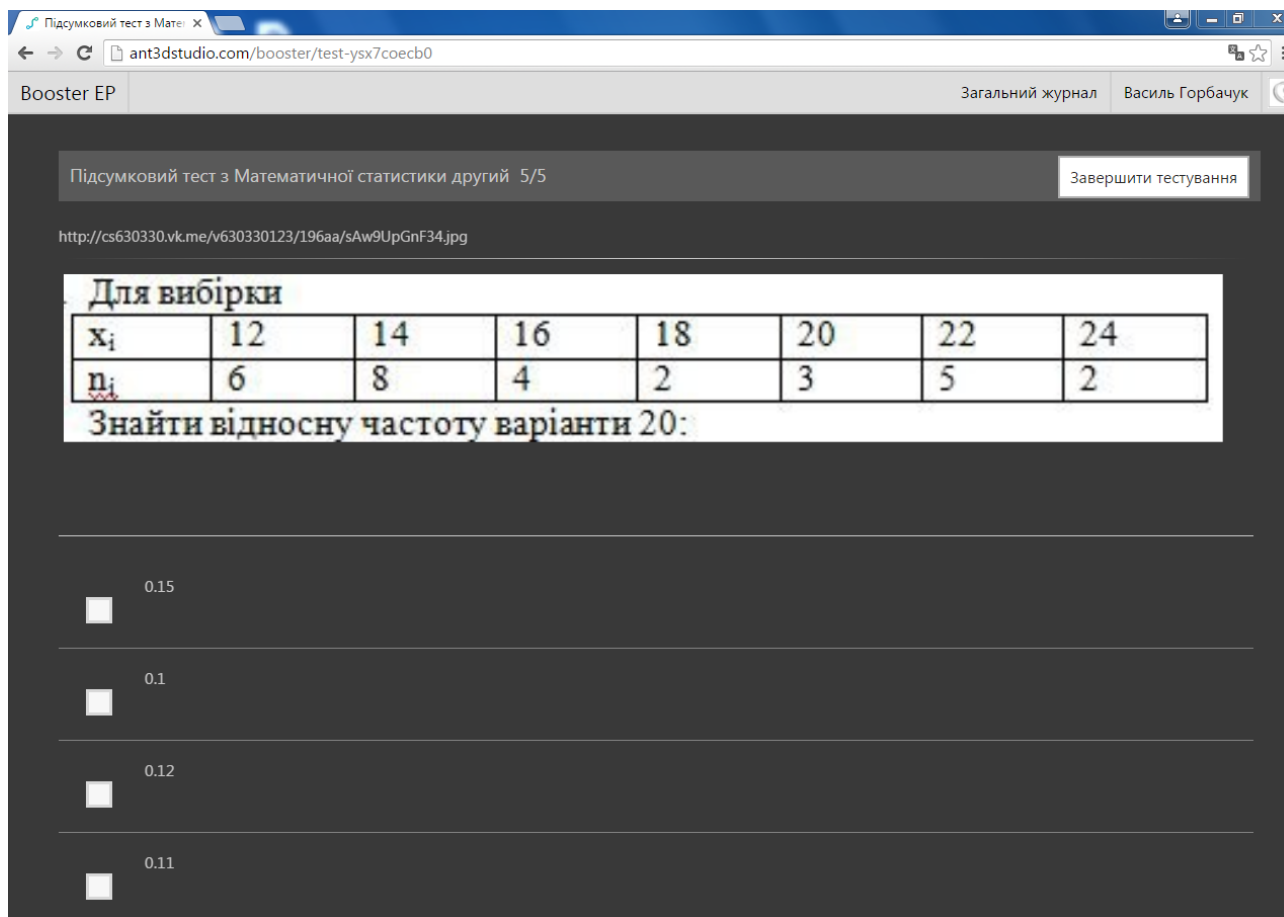 Підсумковий тест з Мате
ant3dstudio.com/booster/test-ysx7coecb0
Booster EP
Загальний журнал
Василь Горбачук
Підсумковий тест з Математичної статистики другий 5/5
Завершити тестування
http://cs630330.vk.me/v630330123/196aa/sAw9UpGnF34.jpg
Для вибірки
xi 12 14 16 18 20 22 24
ni 6 8 4 2 3 5 2
Знайти відносну частоту варіанти 20:
0.15
0.1
0.12
0.11